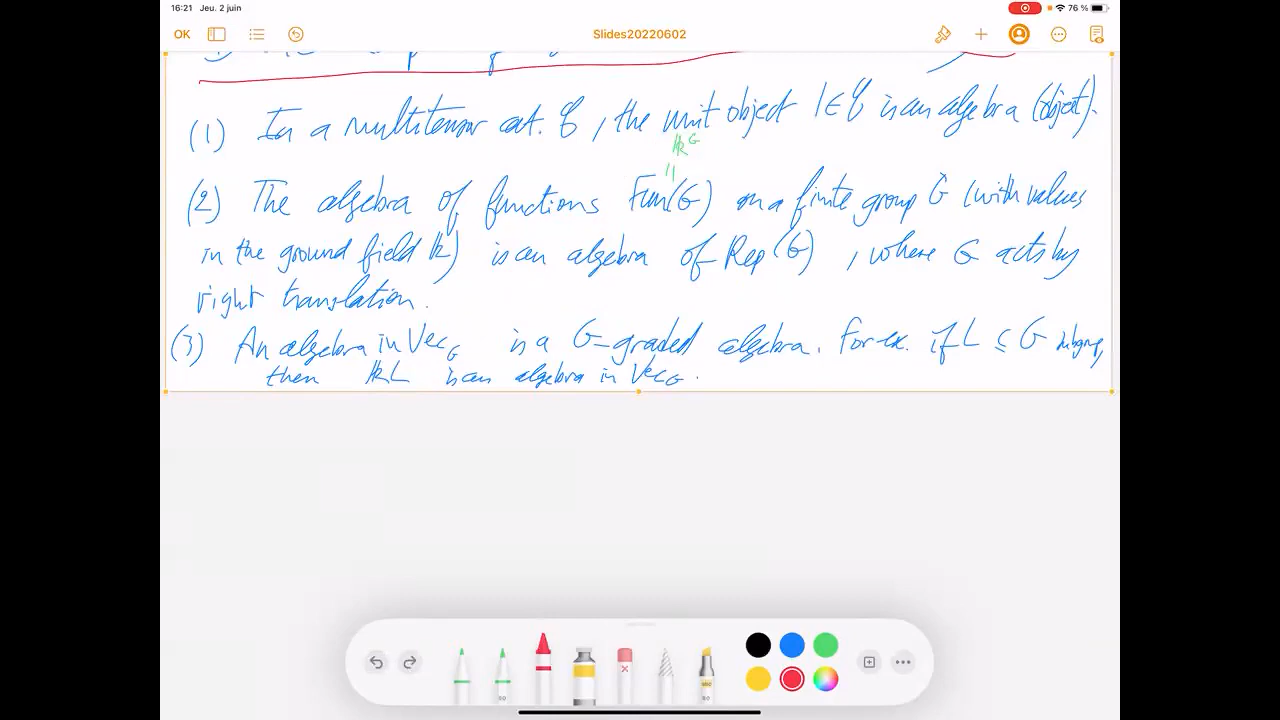 16:21 Jeu. 2 juin
76 %
OK
Slides20220602
(1) In a multitensor cat. C, the unit object 1∈C is an algebra (object).
k^G
||
(2) The algebra of functions Fun(G) on a finite group G (with values
in the ground field k) is an algebra of Rep(G), where G acts by
right translation.
(3) An algebra in Vec_G is a G-graded algebra. For ex. if L ⊆ G subgroup,
then kL is an algebra in Vec_G.